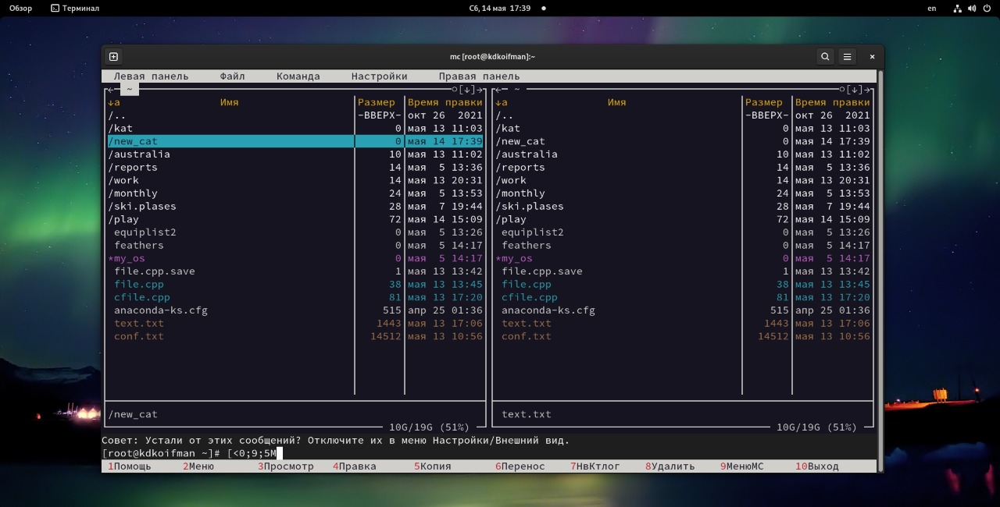 Обзор Терминал Сб, 14 мая 17:39 en
mc [root@kdkoifman]:~
Левая панель Файл Команда Настройки Правая панель
~ [↓] ~ [↓]
↓а Имя Размер Время правки ↓а Имя Размер Время правки
/.. -ВВЕРХ- окт 26 2021 /.. -ВВЕРХ- окт 26 2021
/kat 0 мая 13 11:03 /kat 0 мая 13 11:03
/new_cat 0 мая 14 17:39 /new_cat 0 мая 14 17:39
/australia 10 мая 13 11:02 /australia 10 мая 13 11:02
/reports 14 мая 5 13:36 /reports 14 мая 5 13:36
/work 14 мая 13 20:31 /work 14 мая 13 20:31
/monthly 24 мая 5 13:53 /monthly 24 мая 5 13:53
/ski.plases 28 мая 7 19:44 /ski.plases 28 мая 7 19:44
/play 72 мая 14 15:09 /play 72 мая 14 15:09
equiplist2 0 мая 5 13:26 equiplist2 0 мая 5 13:26
feathers 0 мая 5 14:17 feathers 0 мая 5 14:17
*my_os 0 мая 5 14:17 *my_os 0 мая 5 14:17
file.cpp.save 1 мая 13 13:42 file.cpp.save 1 мая 13 13:42
file.cpp 38 мая 13 13:45 file.cpp 38 мая 13 13:45
cfile.cpp 81 мая 13 17:20 cfile.cpp 81 мая 13 17:20
anaconda-ks.cfg 515 апр 25 01:36 anaconda-ks.cfg 515 апр 25 01:36
text.txt 1443 мая 13 17:06 text.txt 1443 мая 13 17:06
conf.txt 14512 мая 13 10:56 conf.txt 14512 мая 13 10:56
/new_cat text.txt
10G/19G (51%) 10G/19G (51%)
Совет: Устали от этих сообщений? Отключите их в меню Настройки/Внешний вид.
[root@kdkoifman ~]# [<0;9;5M
1Помощь 2Меню 3Просмотр 4Правка 5Копия 6Перенос 7НвКтлог 8Удалить 9МенюМС 10Выход